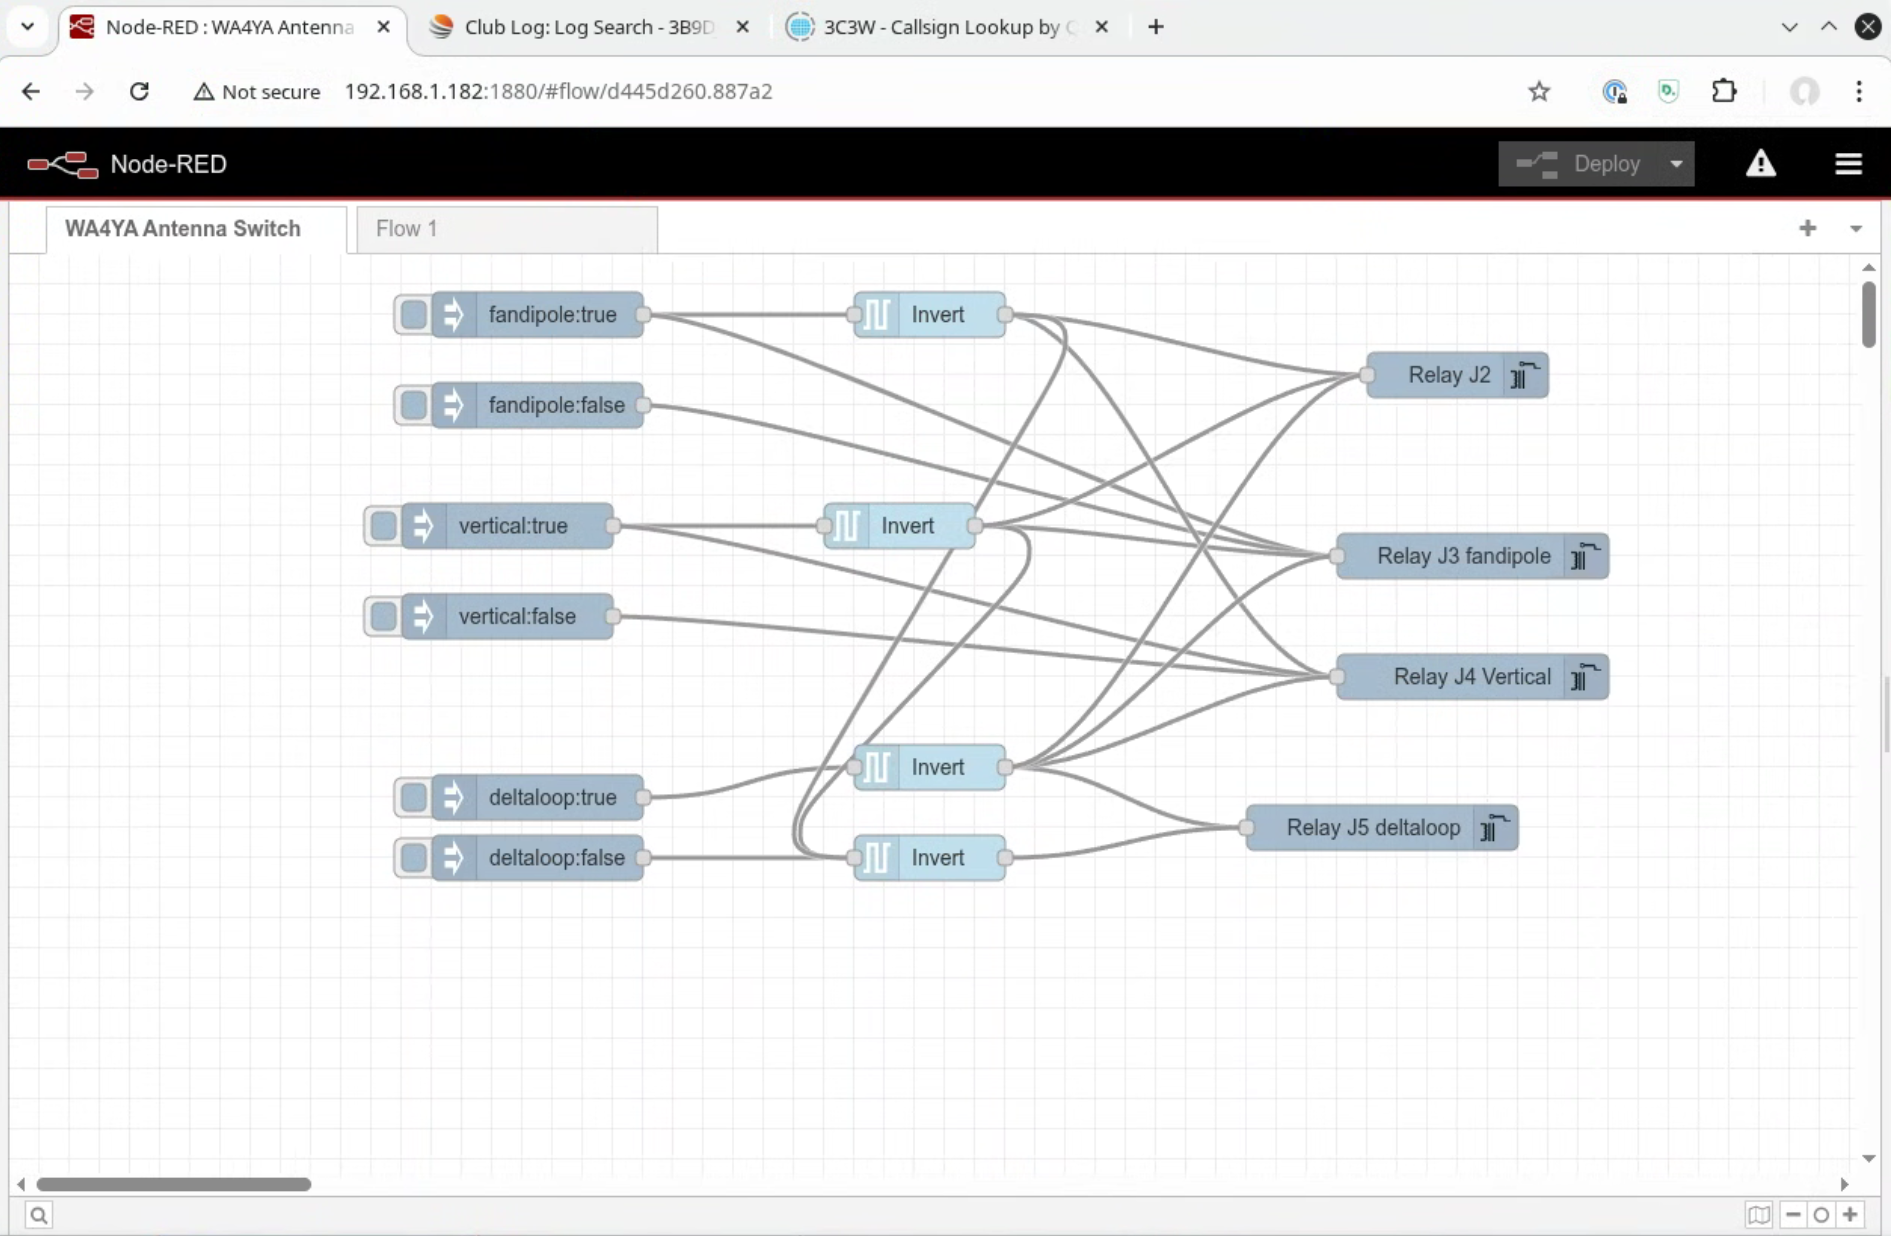 Node-RED : WA4YA Antenna
Club Log: Log Search - 3B9D
3C3W - Callsign Lookup by
Not secure 192.168.1.182:1880/#flow/d445d260.887a2
Node-RED
Deploy
WA4YA Antenna Switch
Flow 1
fandipole:true
Invert
Relay J2
fandipole:false
vertical:true
Invert
Relay J3 fandipole
vertical:false
Relay J4 Vertical
Invert
deltaloop:true
Relay J5 deltaloop
deltaloop:false
Invert